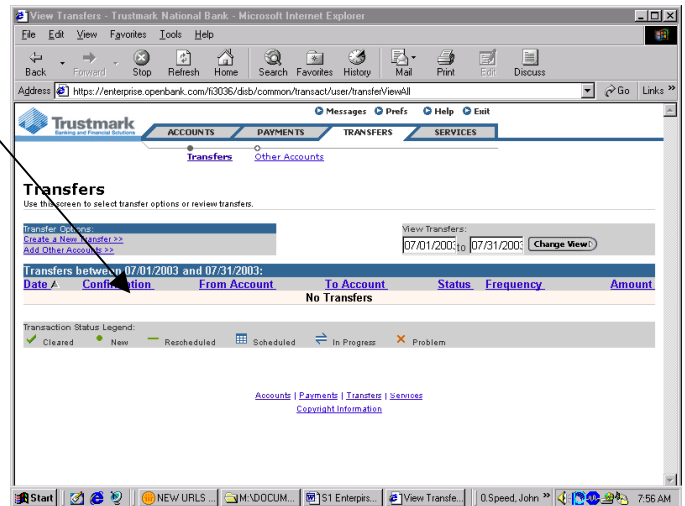 View Transfers - Trustmark National Bank - Microsoft Internet Explorer
File Edit View Favorites Tools Help
Back Forward Stop Refresh Home Search Favorites History Mail Print Edit Discuss
Address https://enterprise.openbank.com/fi3036/disb/common/transact/user/transferViewAll Go Links »
Messages Prefs Help Exit
Trustmark
Banking and Financial Solutions
ACCOUNTS PAYMENTS TRANSFERS SERVICES
Transfers Other Accounts
Transfers
Use this screen to select transfer options or review transfers.
Transfer Options: View Transfers:
Create a New Transfer >>
Add Other Accounts >>
07/01/2003 to 07/31/2003 Change View
Transfers between 07/01/2003 and 07/31/2003:
Date Confirmation From Account To Account Status Frequency Amount
No Transfers
Transaction Status Legend:
Cleared New Rescheduled Scheduled In Progress Problem
Accounts | Payments | Transfers | Services
Copyright Information
Start NEW URLS ... M:\DOCUM... S1 Enterpris... View Transfe... 0.Speed, John » 7:56 AM